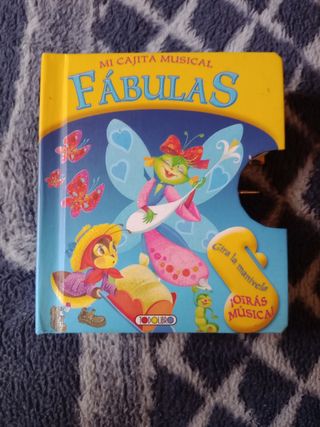 MI CAJITA MUSICAL
FÁBULAS
Gira la manivela
¡OIRÁS
MÚSICA!
TODOLIBRO